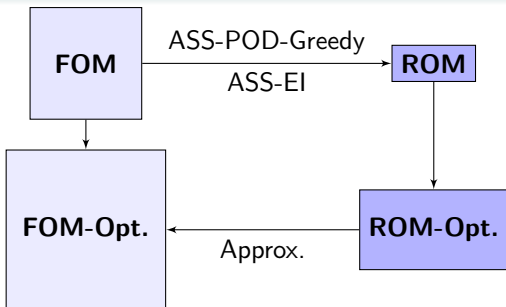 ASS-POD-Greedy
FOM
ROM
ASS-EI
FOM-Opt.
ROM-Opt.
Approx.